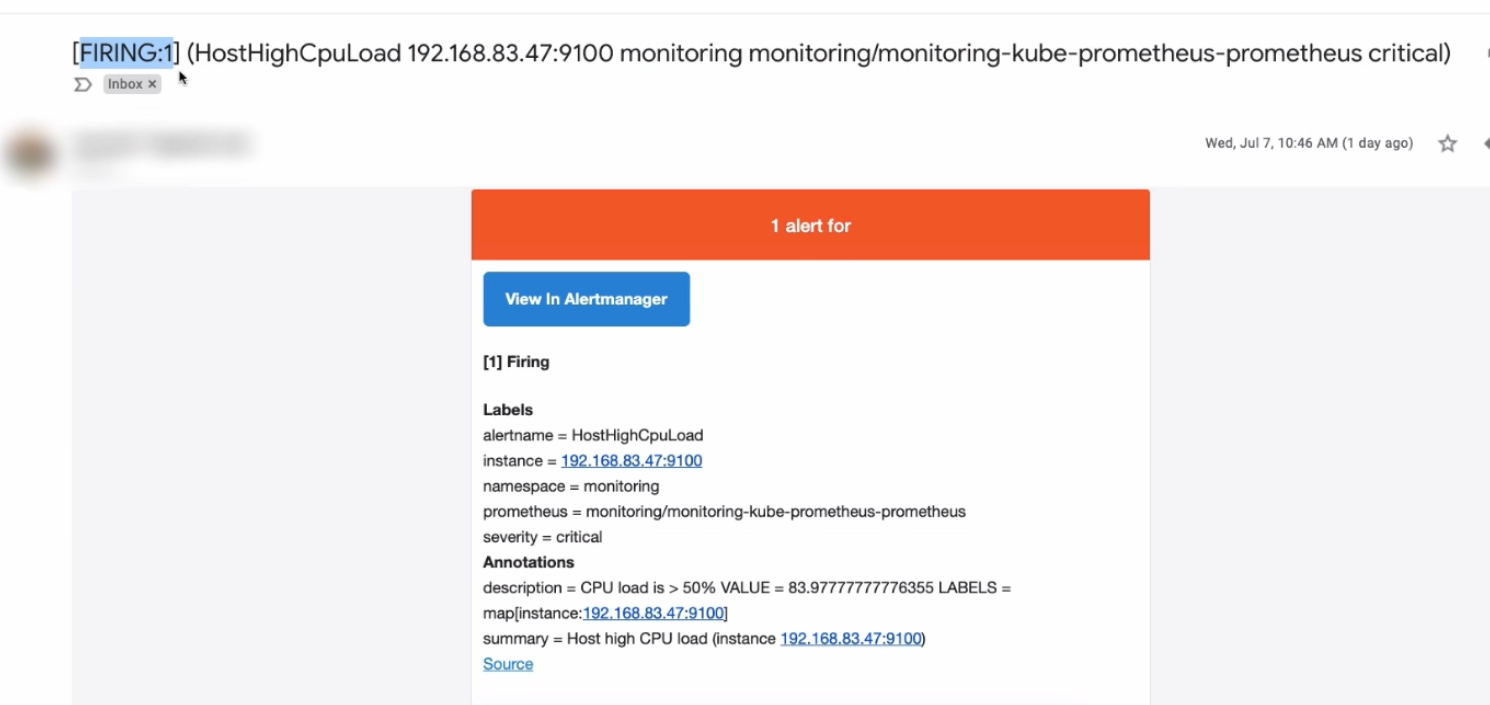 [FIRING:1] (HostHighCpuLoad 192.168.83.47:9100 monitoring monitoring/monitoring-kube-prometheus-prometheus critical)
Inbox ×
Wed, Jul 7, 10:46 AM (1 day ago)
1 alert for
View In Alertmanager
[1] Firing
Labels
alertname = HostHighCpuLoad
instance = 192.168.83.47:9100
namespace = monitoring
prometheus = monitoring/monitoring-kube-prometheus-prometheus
severity = critical
Annotations
description = CPU load is > 50% VALUE = 83.97777777776355 LABELS =
map[instance:192.168.83.47:9100]
summary = Host high CPU load (instance 192.168.83.47:9100)
Source